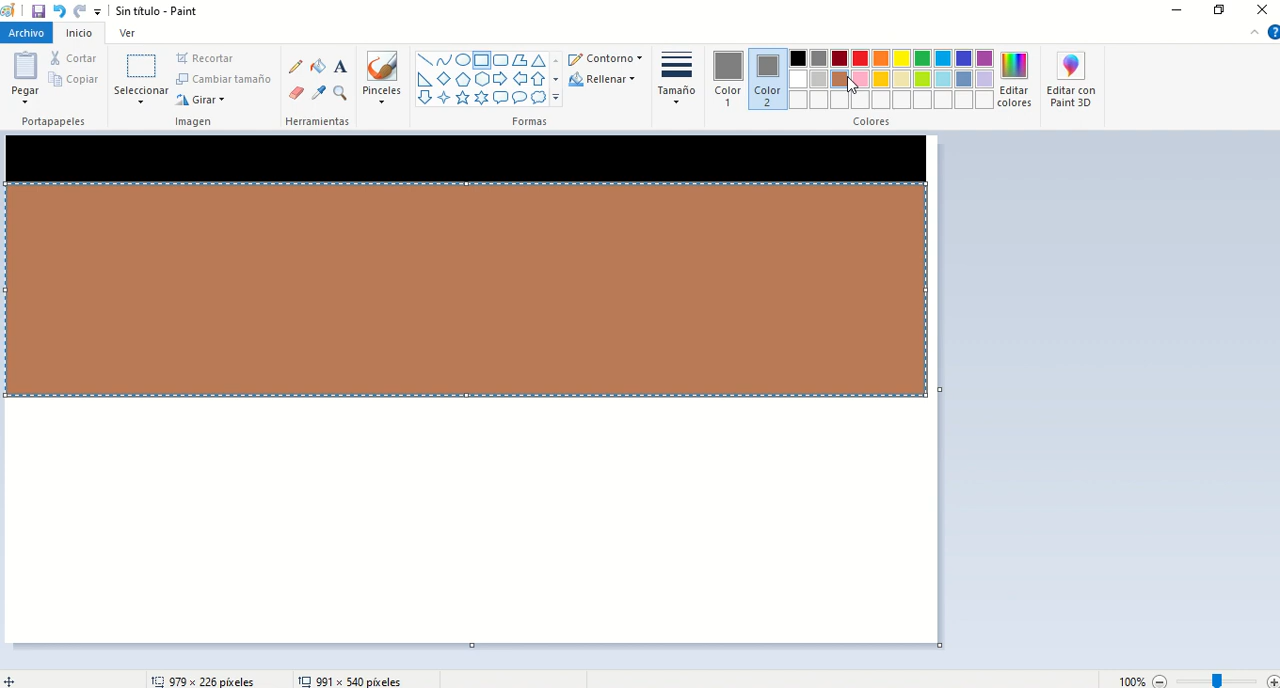 Sin título - Paint
Archivo Inicio Ver
Pegar
Cortar
Copiar
Portapapeles
Seleccionar
Recortar
Cambiar tamaño
Girar
Imagen
A
Herramientas
Pinceles
Contorno
Rellenar
Formas
Tamaño
Color
1
Color
2
Colores
Editar
colores
Editar con
Paint 3D
?
979 × 226 píxeles
991 × 540 píxeles
100%